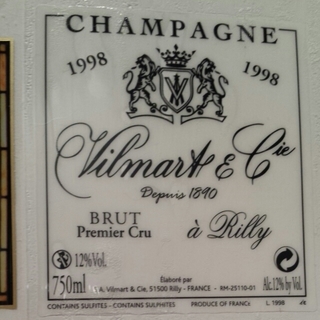 CHAMPAGNE
1998 1998
Vilmart & Cie
Depuis 1890
BRUT à Rilly
Premier Cru
12% Vol.
750ml
Élaboré par
Vilmart & Cie, 51500 Rilly - FRANCE - RM-25110-01
Alc.12% by Vol.
CONTAINS SULFITES - CONTAINS SULPHITES PRODUCE OF FRANCE L. 1998